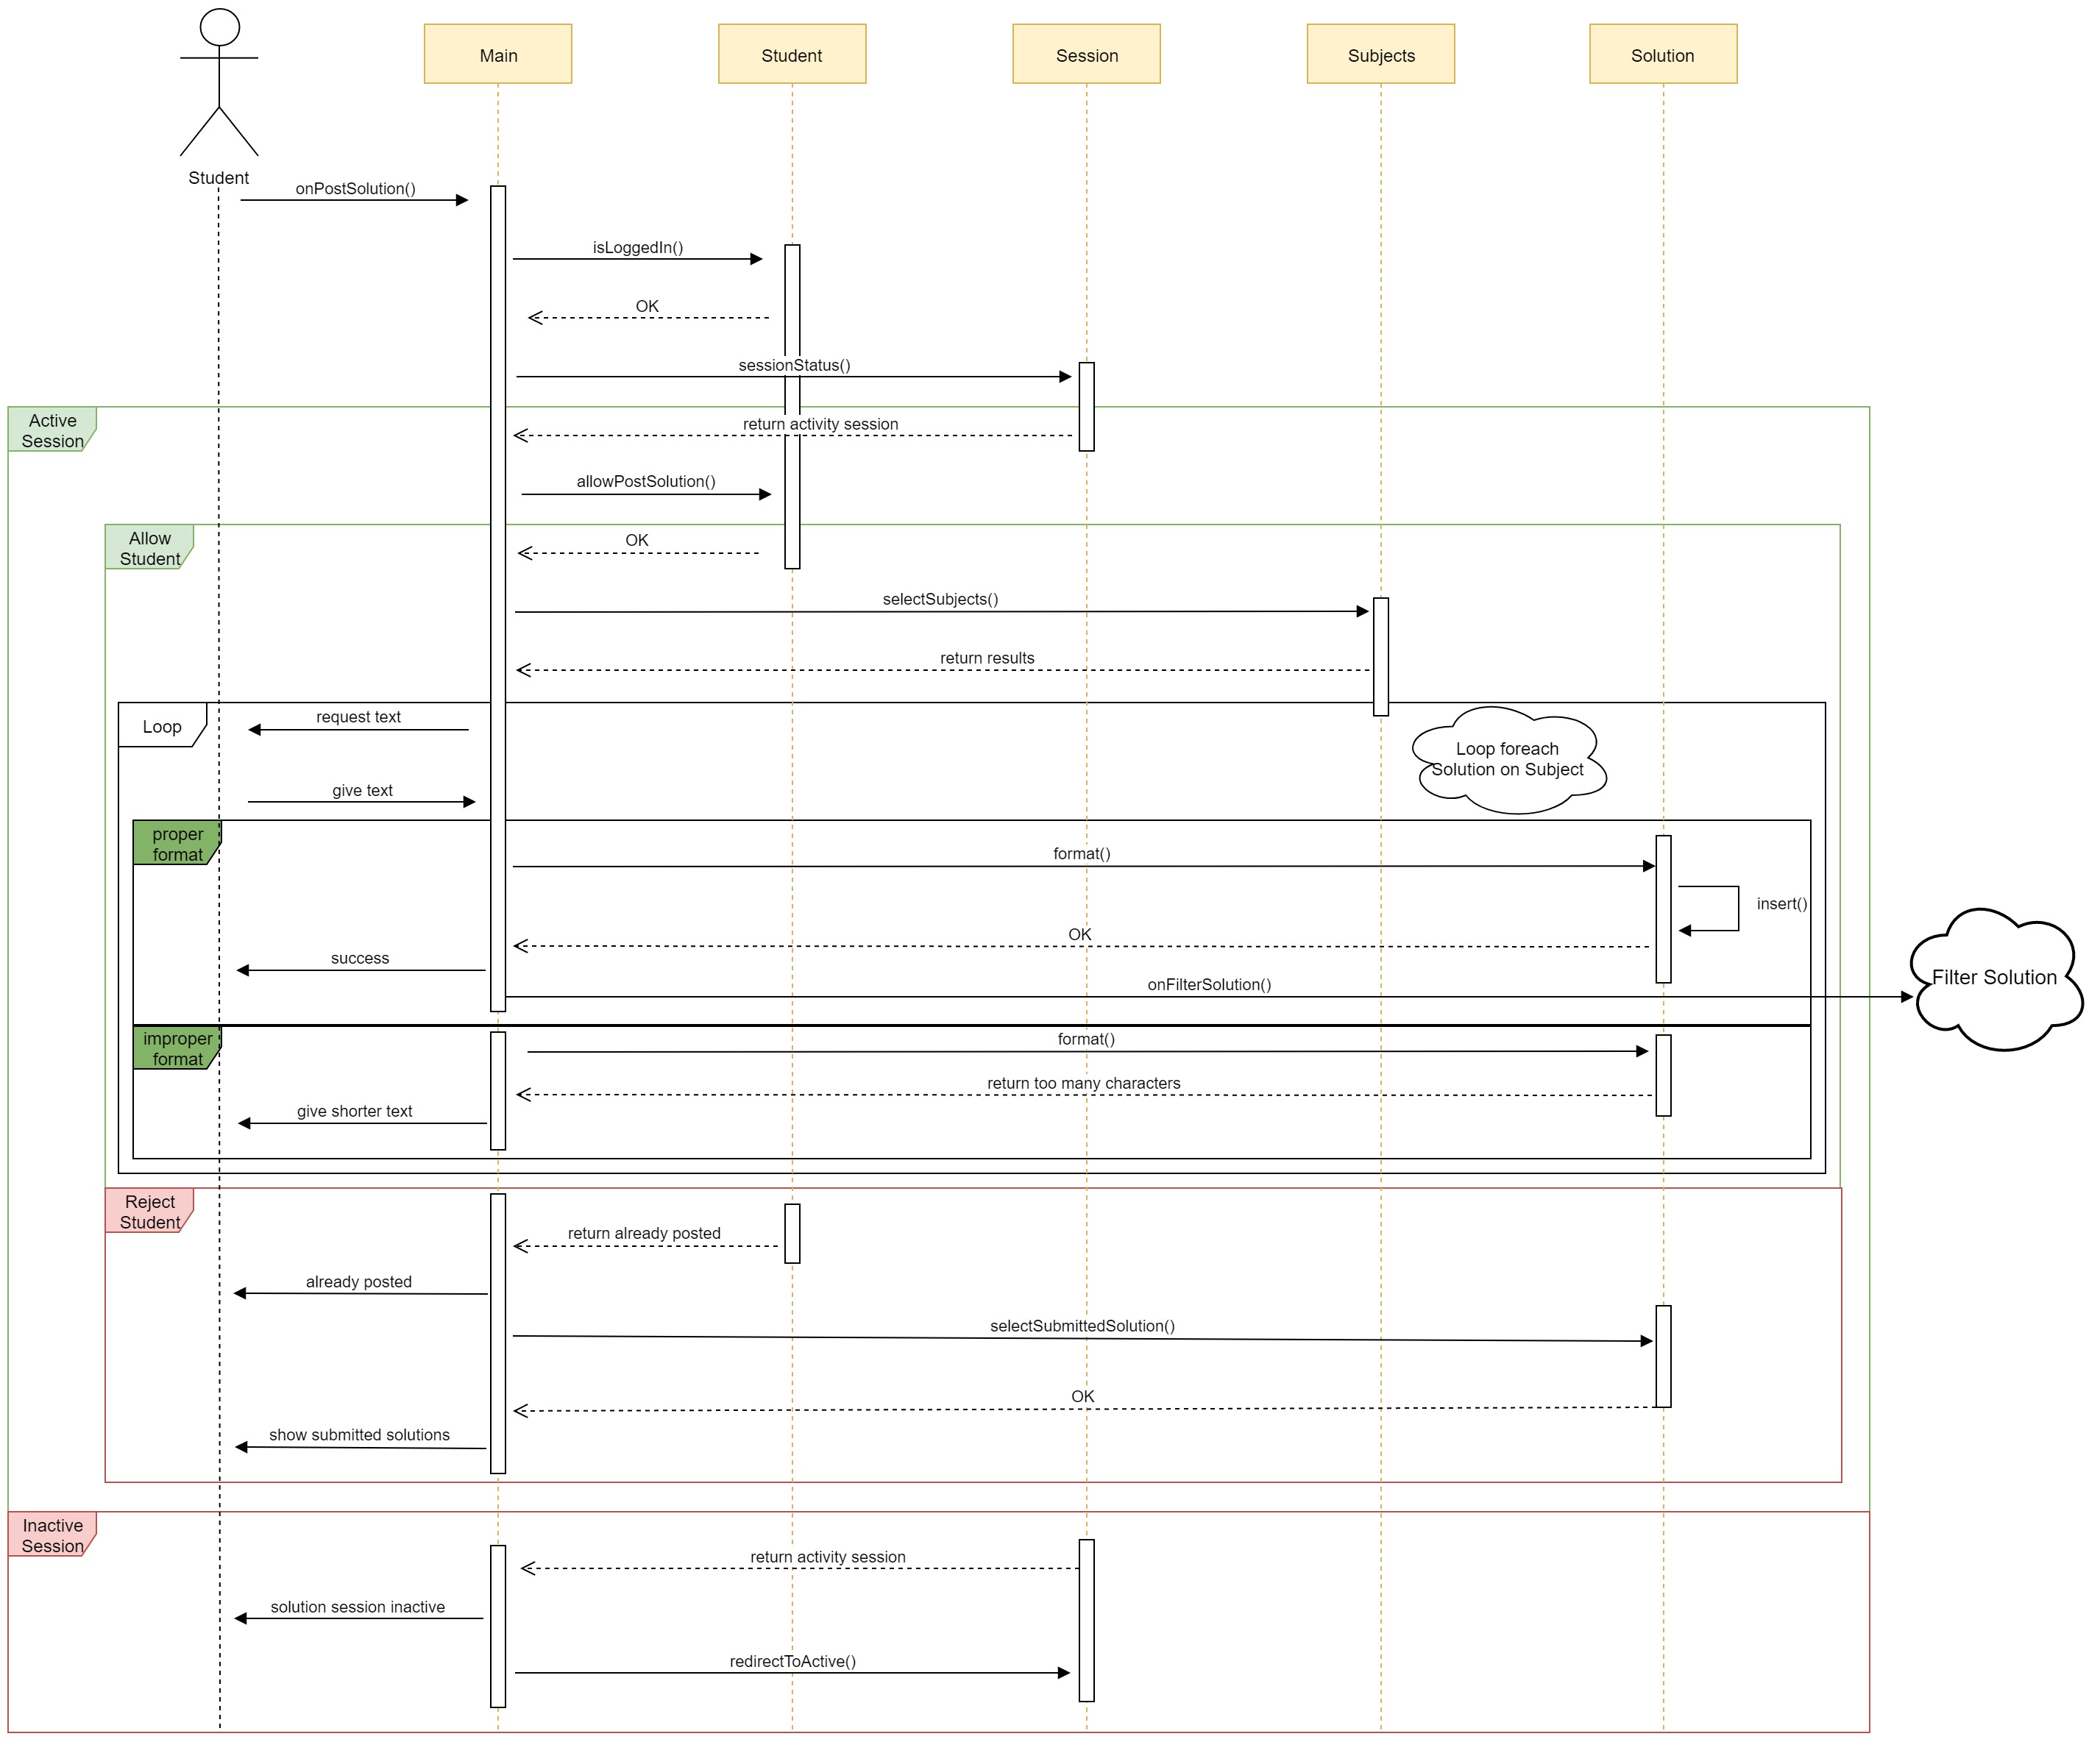 Main
Student
Session
Subjects
Solution
Student
onPostSolution()
isLoggedIn()
OK
sessionStatus()
Active
Session
return activity session
allowPostSolution()
Allow
Student
OK
selectSubjects()
return results
Loop
request text
Loop foreach
Solution on Subject
give text
proper
format
format()
insert()
OK
success
Filter Solution
onFilterSolution()
improper
format
format()
return too many characters
give shorter text
Reject
Student
return already posted
already posted
selectSubmittedSolution()
OK
show submitted solutions
Inactive
Session
return activity session
solution session inactive
redirectToActive()